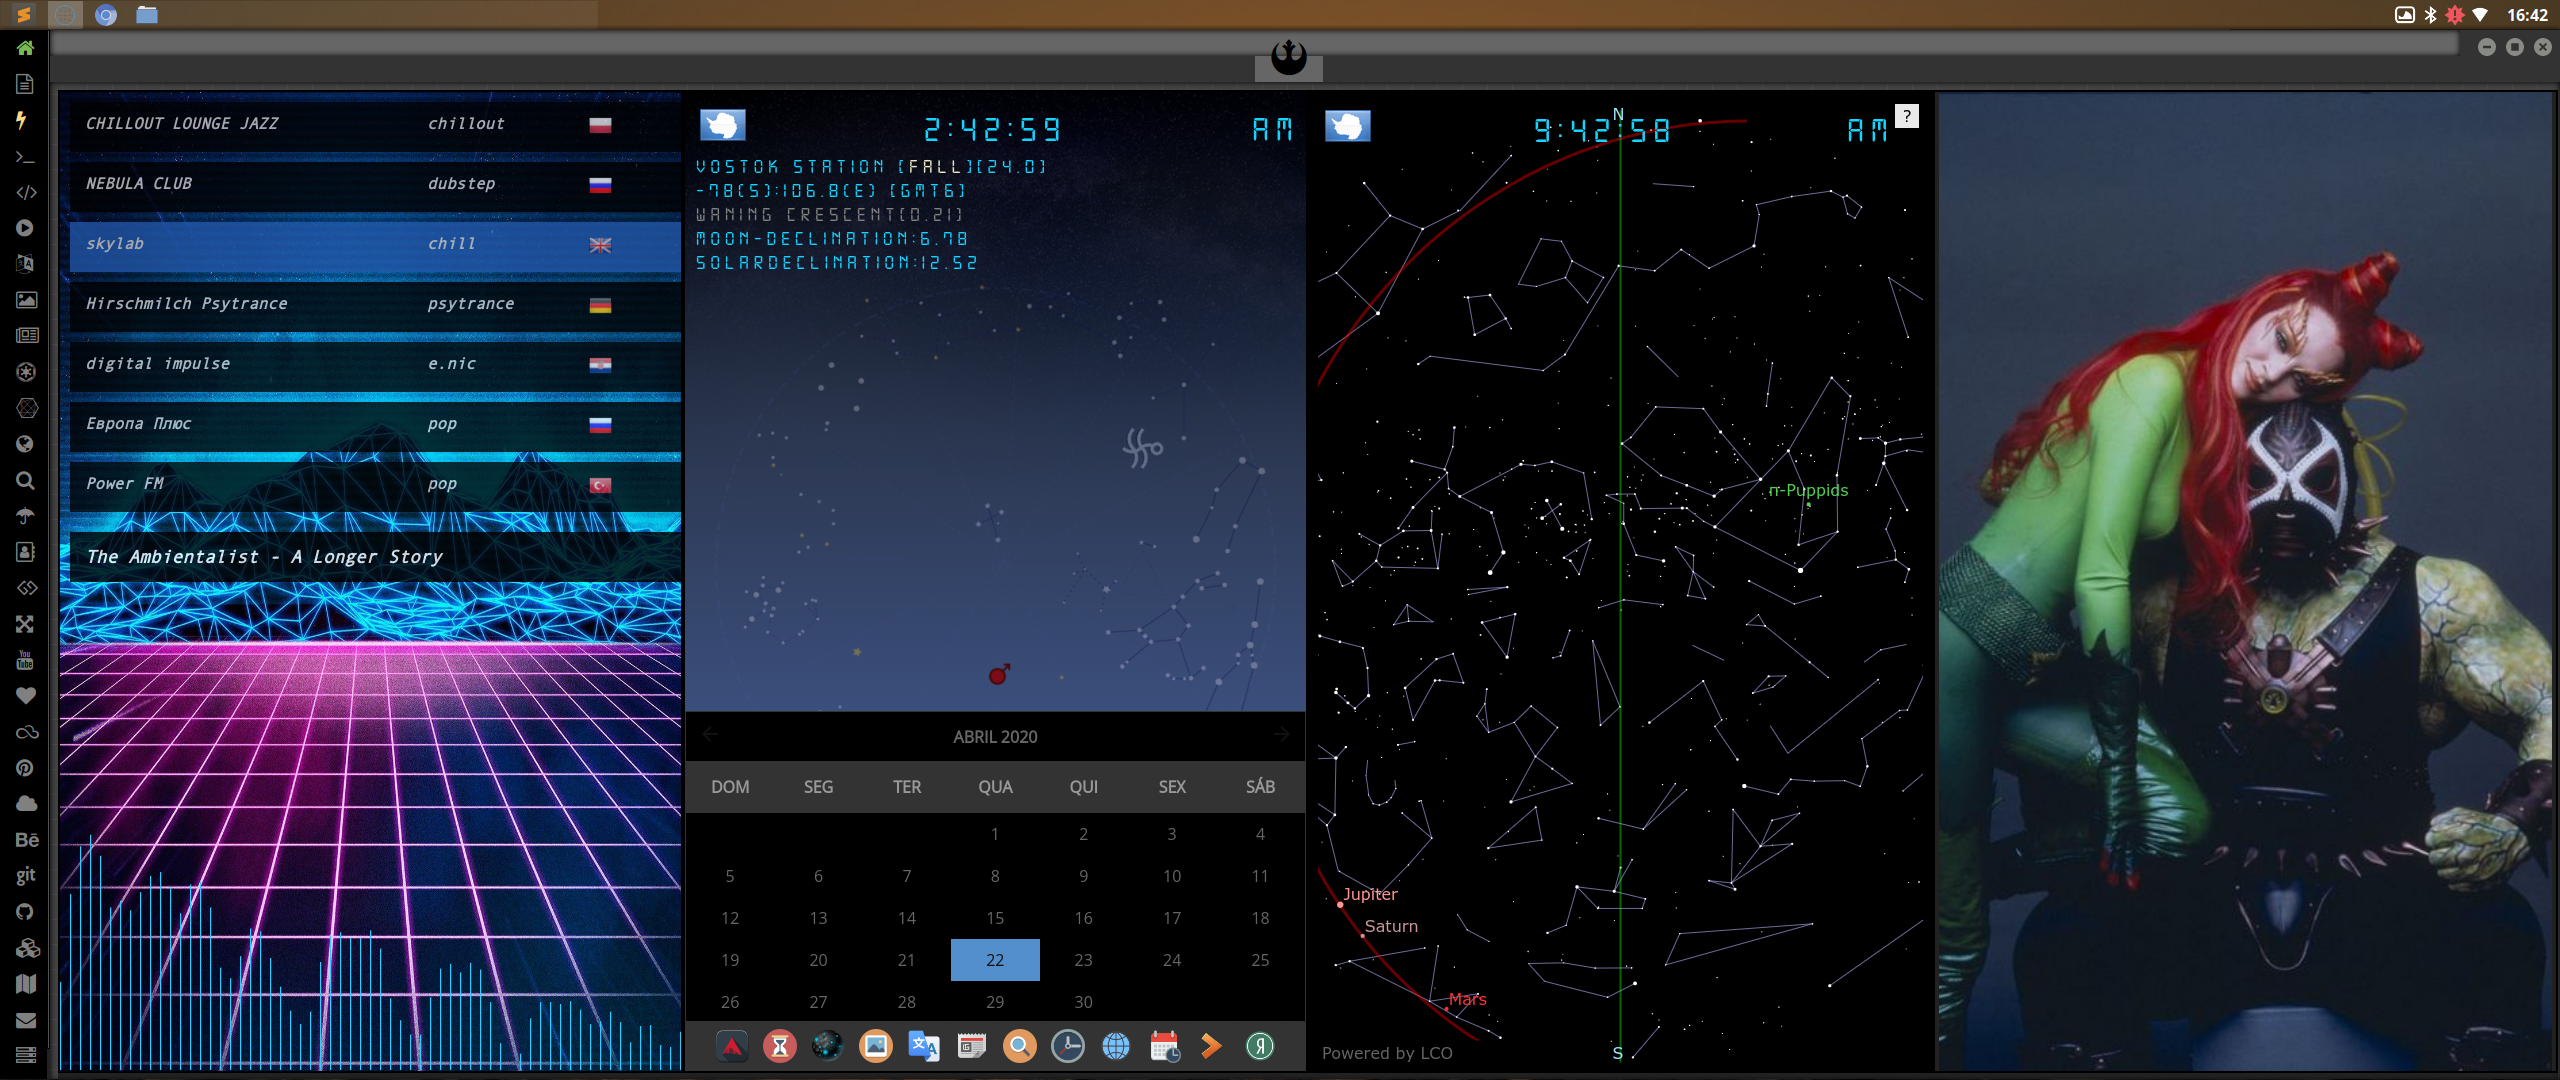 16:42
CHILLOUT LOUNGE JAZZ chillout
NEBULA CLUB dubstep
skylab chill
Hirschmilch Psytrance psytrance
digital impulse e.nic
Европа Плюс pop
Power FM pop
The Ambientalist - A Longer Story
You
Tube
Bē
git
2:42:59 AM
VOSTOK STATION [FALL][24.0]
-78(S):106.8(E) [GMT6]
WANING CRESCENT[0.21]
MOON-DECLINATION:6.78
SOLARDECLINATION:12.52
ABRIL 2020
DOM SEG TER QUA QUI SEX SÁB
1 2 3 4
5 6 7 8 9 10 11
12 13 14 15 16 17 18
19 20 21 22 23 24 25
26 27 28 29 30
Я
N
9:42:58 AM
?
π-Puppids
Jupiter
Saturn
Mars
Powered by LCO
S